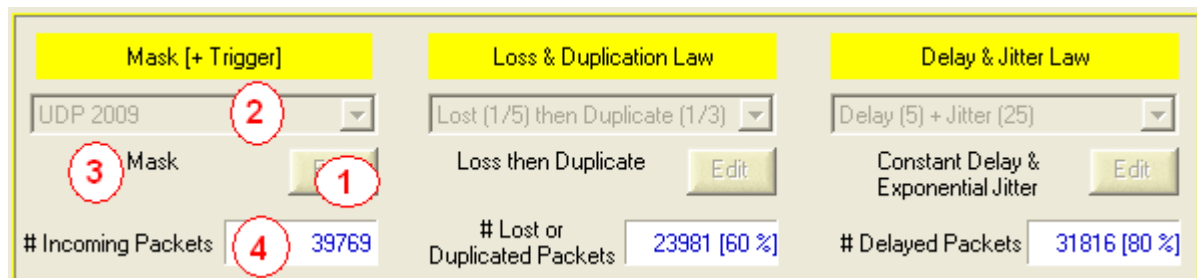 Mask [+ Trigger]
Loss & Duplication Law
Delay & Jitter Law
UDP 2009
2
Lost (1/5) then Duplicate (1/3)
Delay (5) + Jitter (25)
3
Mask
1
Loss then Duplicate
Edit
Constant Delay &
Exponential Jitter
Edit
# Incoming Packets
4
39769
# Lost or
Duplicated Packets
23981 [60 %]
# Delayed Packets
31816 [80 %]